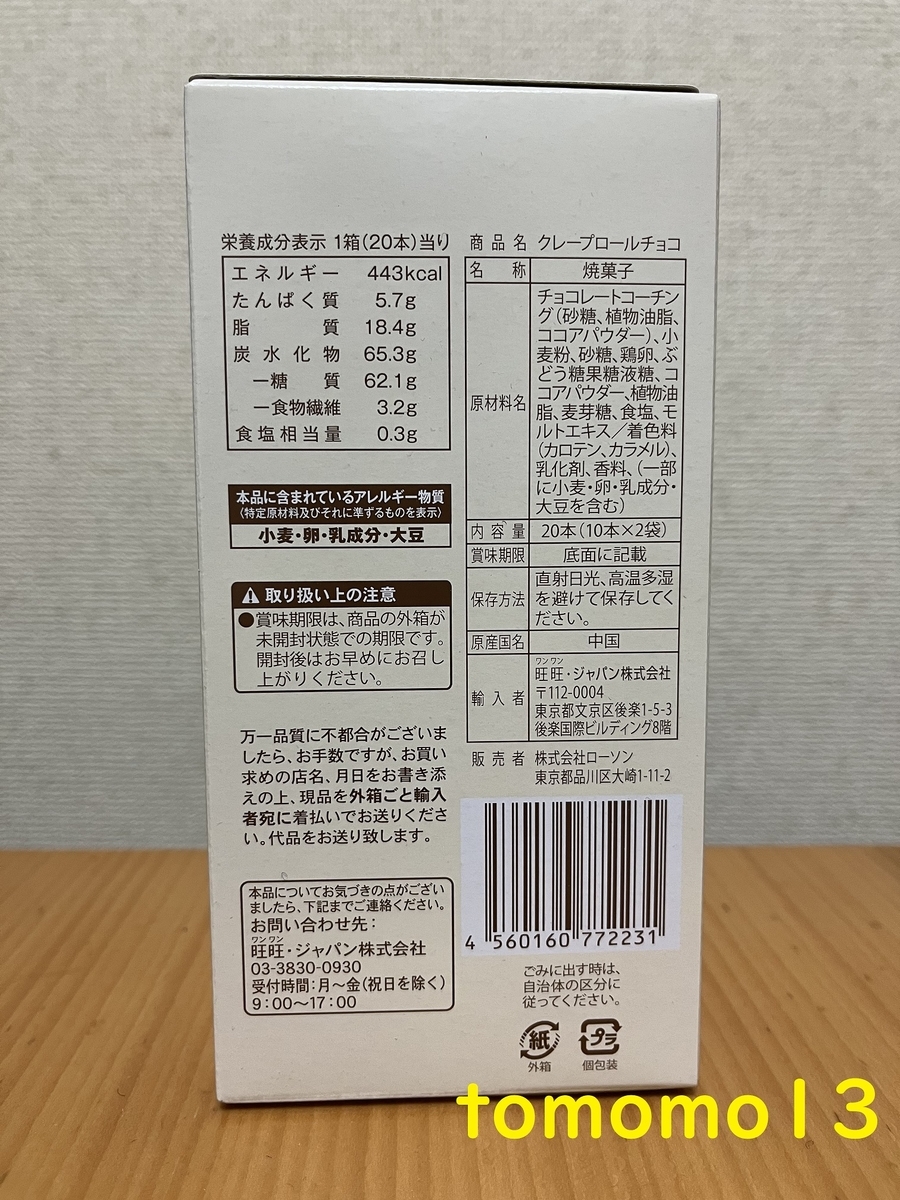 栄養成分表示 1箱(20本)当り
エネルギー 443kcal
たんぱく質 5.7g
脂質 18.4g
炭水化物 65.3g
ー糖質 62.1g
ー食物繊維 3.2g
食塩相当量 0.3g
本品に含まれているアレルギー物質
〈特定原材料及びそれに準ずるものを表示〉
小麦・卵・乳成分・大豆
取り扱い上の注意
●賞味期限は、商品の外箱が
未開封状態での期限です。
開封後はお早めにお召し
上がりください。
万一品質に不都合がございま
したら、お手数ですが、お買い
求めの店名、月日をお書き添
えの上、現品を外箱ごと輸入
者宛に着払いでお送りくださ
い。代品をお送り致します。
本品についてお気づきの点がござい
ましたら、下記までご連絡ください。
お問い合わせ先：
ワンワン
旺旺・ジャパン株式会社
03-3830-0930
受付時間：月〜金(祝日を除く)
9：00〜17：00
商品名 クレープロールチョコ
名称 焼菓子
原材料名
チョコレートコーチン
グ(砂糖、植物油脂、
ココアパウダー)、小
麦粉、砂糖、鶏卵、ぶ
どう糖果糖液糖、コ
コアパウダー、植物油
脂、麦芽糖、食塩、モ
ルトエキス／着色料
(カロテン、カラメル)、
乳化剤、香料、(一部
に小麦・卵・乳成分・
大豆を含む)
内容量 20本(10本×2袋)
賞味期限 底面に記載
保存方法
直射日光、高温多湿
を避けて保存してく
ださい。
原産国名 中国
輸入者
ワンワン
旺旺・ジャパン株式会社
〒112-0004
東京都文京区後楽1-5-3
後楽国際ビルディング8階
販売者 株式会社ローソン
東京都品川区大崎1-11-2
4 560160 772231
ごみに出す時は、
自治体の区分に
従ってください。
紙 プラ
外箱 個包装
tomomo13